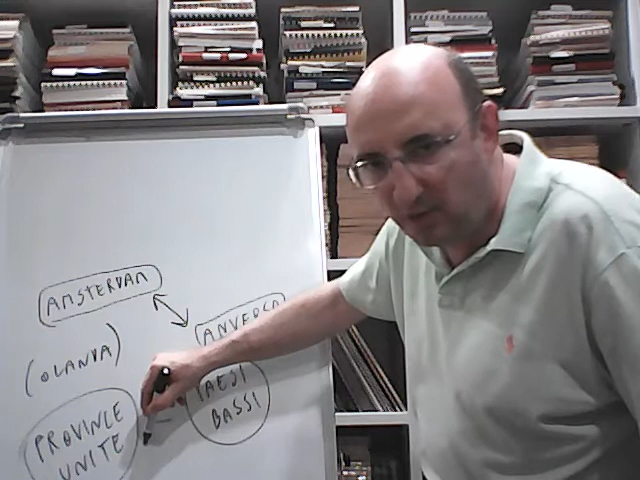 AMSTERDAM
ANVERSA
(OLANDA)
PAESI
BASSI
PROVINCE
UNITE